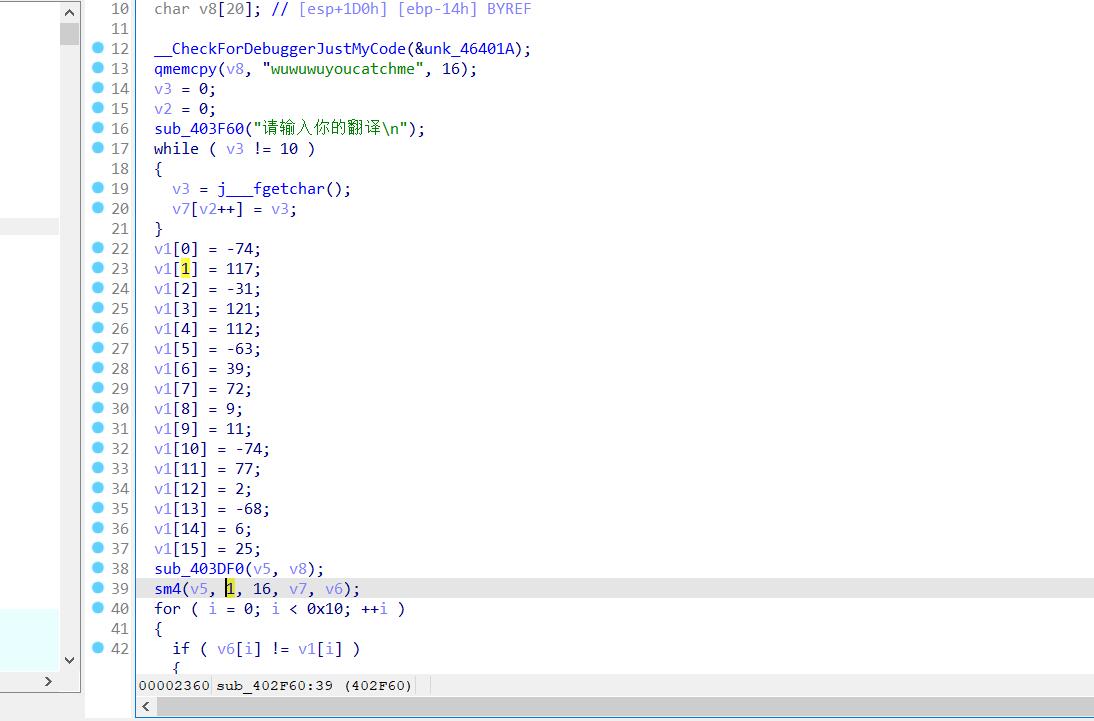 10 char v8[20]; // [esp+1D0h] [ebp-14h] BYREF
11
12 __CheckForDebuggerJustMyCode(&unk_46401A);
13 qmemcpy(v8, "wuwuwuyoucatchme", 16);
14 v3 = 0;
15 v2 = 0;
16 sub_403F60("请输入你的翻译\n");
17 while ( v3 != 10 )
18 {
19 v3 = j___fgetchar();
20 v7[v2++] = v3;
21 }
22 v1[0] = -74;
23 v1[1] = 117;
24 v1[2] = -31;
25 v1[3] = 121;
26 v1[4] = 112;
27 v1[5] = -63;
28 v1[6] = 39;
29 v1[7] = 72;
30 v1[8] = 9;
31 v1[9] = 11;
32 v1[10] = -74;
33 v1[11] = 77;
34 v1[12] = 2;
35 v1[13] = -68;
36 v1[14] = 6;
37 v1[15] = 25;
38 sub_403DF0(v5, v8);
39 sm4(v5, 1, 16, v7, v6);
40 for ( i = 0; i < 0x10; ++i )
41 {
42 if ( v6[i] != v1[i] )
{
00002360 sub_402F60:39 (402F60)